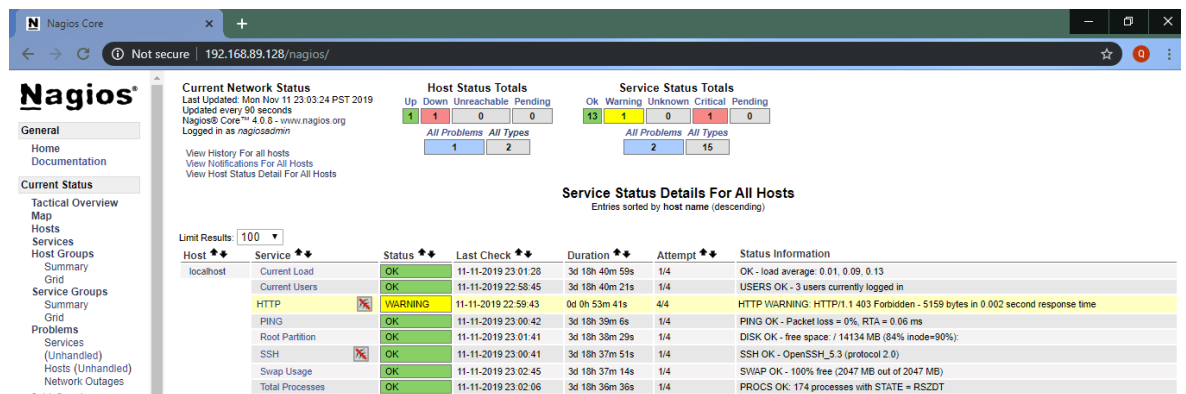 Nagios Core
Not secure | 192.168.89.128/nagios/
Q
Nagios®
General
Home
Documentation
Current Status
Tactical Overview
Map
Hosts
Services
Host Groups
Summary
Grid
Service Groups
Summary
Grid
Problems
Services
(Unhandled)
Hosts (Unhandled)
Network Outages
Current Network Status
Last Updated: Mon Nov 11 23:03:24 PST 2019
Updated every 90 seconds
Nagios® Core™ 4.0.8 - www.nagios.org
Logged in as nagiosadmin
View History For all hosts
View Notifications For All Hosts
View Host Status Detail For All Hosts
Host Status Totals
Up Down Unreachable Pending
1 1 0 0
All Problems All Types
1 2
Service Status Totals
Ok Warning Unknown Critical Pending
13 1 0 1 0
All Problems All Types
2 15
Service Status Details For All Hosts
Entries sorted by host name (descending)
Limit Results: 100
Host Service Status Last Check Duration Attempt Status Information
localhost Current Load OK 11-11-2019 23:01:28 3d 18h 40m 59s 1/4 OK - load average: 0.01, 0.09, 0.13
Current Users OK 11-11-2019 22:58:45 3d 18h 40m 21s 1/4 USERS OK - 3 users currently logged in
HTTP WARNING 11-11-2019 22:59:43 0d 0h 53m 41s 4/4 HTTP WARNING: HTTP/1.1 403 Forbidden - 5159 bytes in 0.002 second response time
PING OK 11-11-2019 23:00:42 3d 18h 39m 6s 1/4 PING OK - Packet loss = 0%, RTA = 0.06 ms
Root Partition OK 11-11-2019 23:01:41 3d 18h 38m 29s 1/4 DISK OK - free space: / 14134 MB (84% inode=90%):
SSH OK 11-11-2019 23:00:41 3d 18h 37m 51s 1/4 SSH OK - OpenSSH_5.3 (protocol 2.0)
Swap Usage OK 11-11-2019 23:02:45 3d 18h 37m 14s 1/4 SWAP OK - 100% free (2047 MB out of 2047 MB)
Total Processes OK 11-11-2019 23:02:06 3d 18h 36m 36s 1/4 PROCS OK: 174 processes with STATE = RSZDT